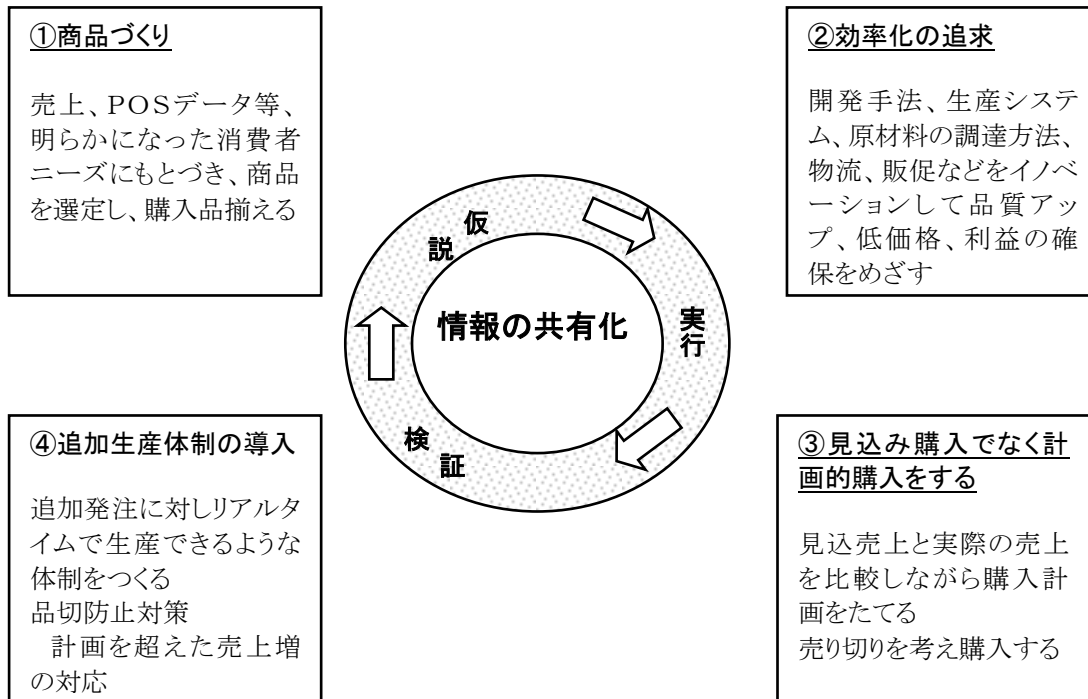 ①商品づくり
売上、POSデータ等、
明らかになった消費者
ニーズにもとづき、商品
を選定し、購入品揃える
②効率化の追求
開発手法、生産システ
ム、原材料の調達方法、
物流、販促などをイノベ
ーションして品質アッ
プ、低価格、利益の確
保をめざす
仮説
実行
検証
情報の共有化
③見込み購入でなく計
画的購入をする
見込売上と実際の売上
を比較しながら購入計
画をたてる
売り切りを考え購入する
④追加生産体制の導入
追加発注に対しリアルタ
イムで生産できるような
体制をつくる
品切防止対策
計画を超えた売上増
の対応